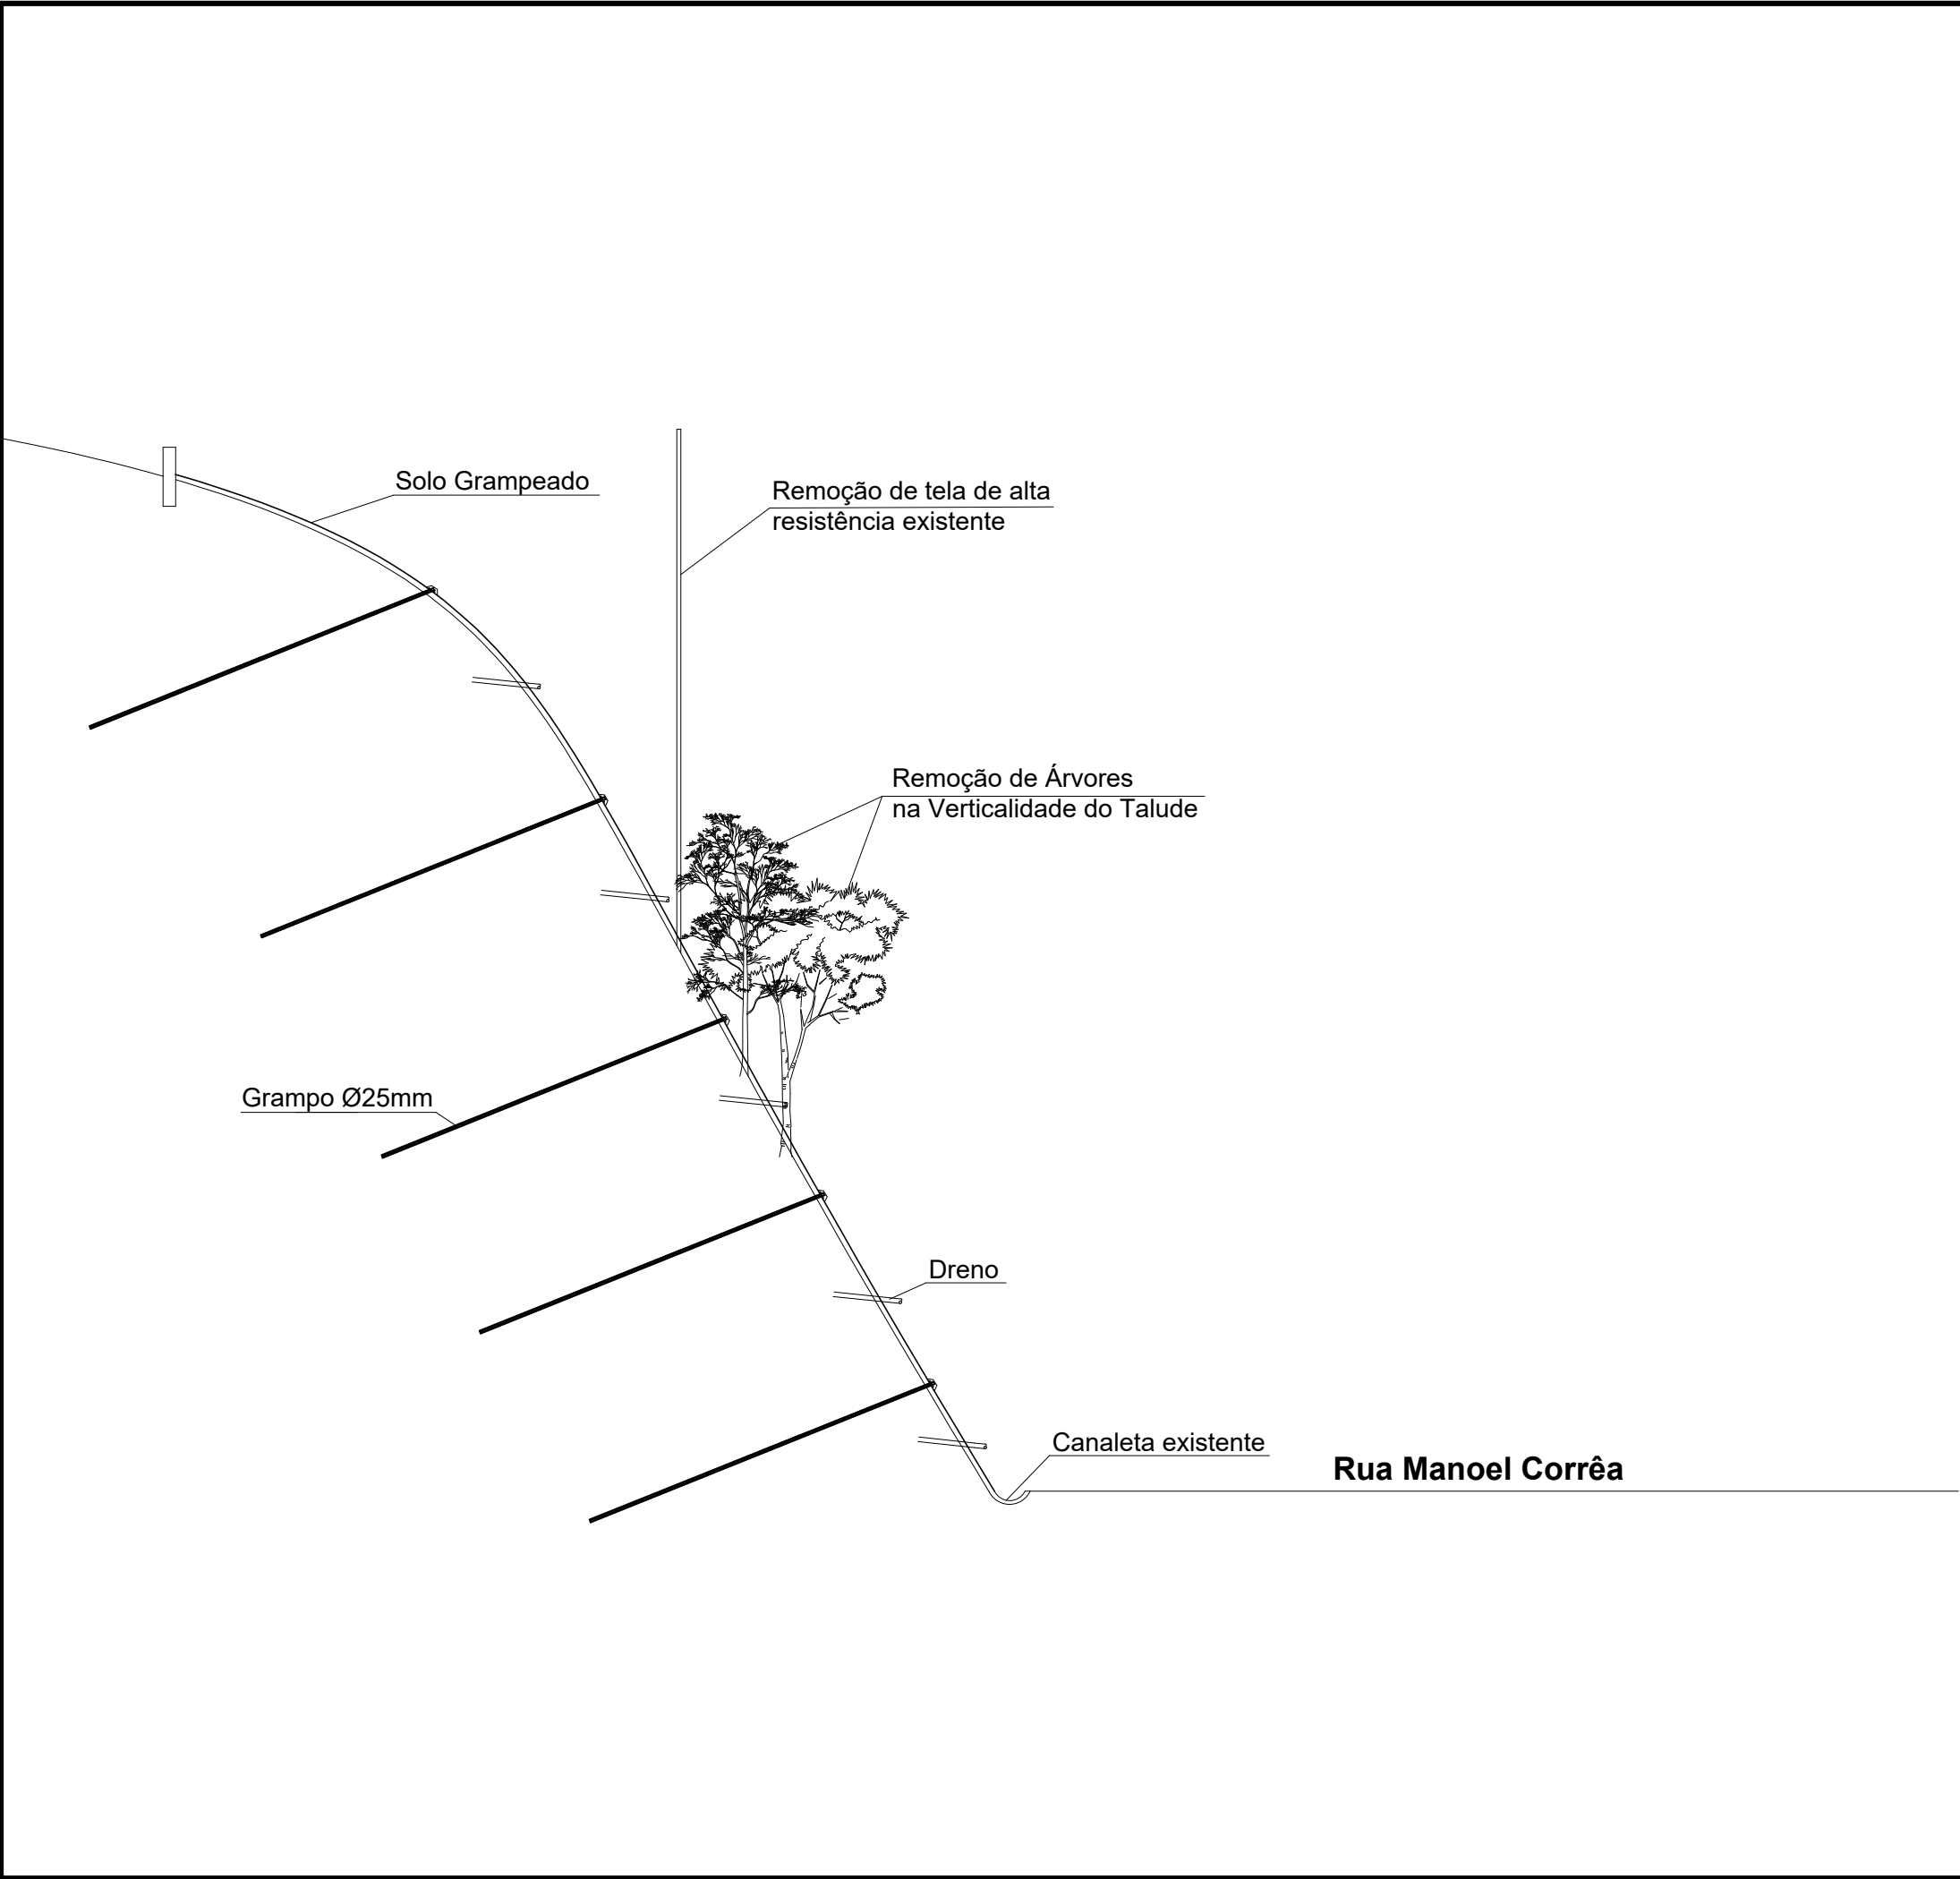 Solo Grampeado
Remoção de tela de alta
resistência existente
Remoção de Árvores
na Verticalidade do Talude
Grampo Ø25mm
Dreno
Canaleta existente
Rua Manoel Corrêa